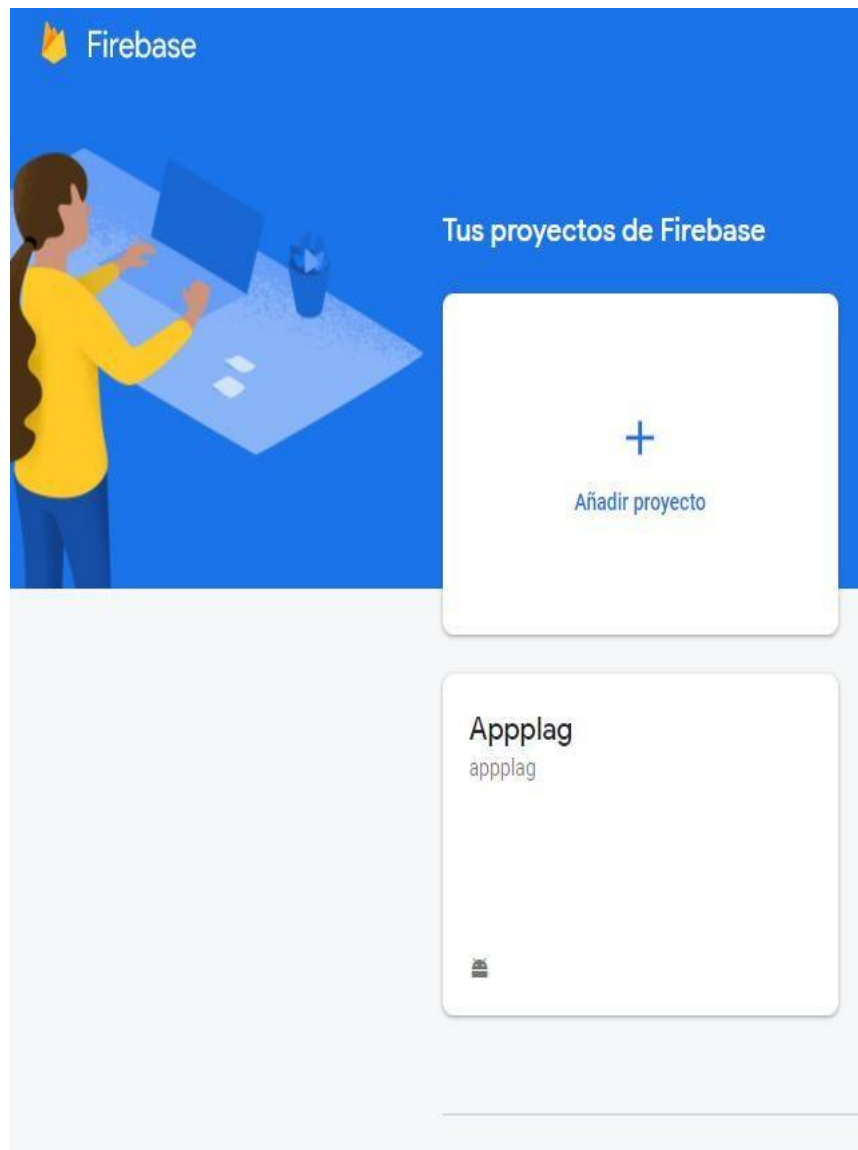 Firebase
Tus proyectos de Firebase
Añadir proyecto
Appplag
appplag